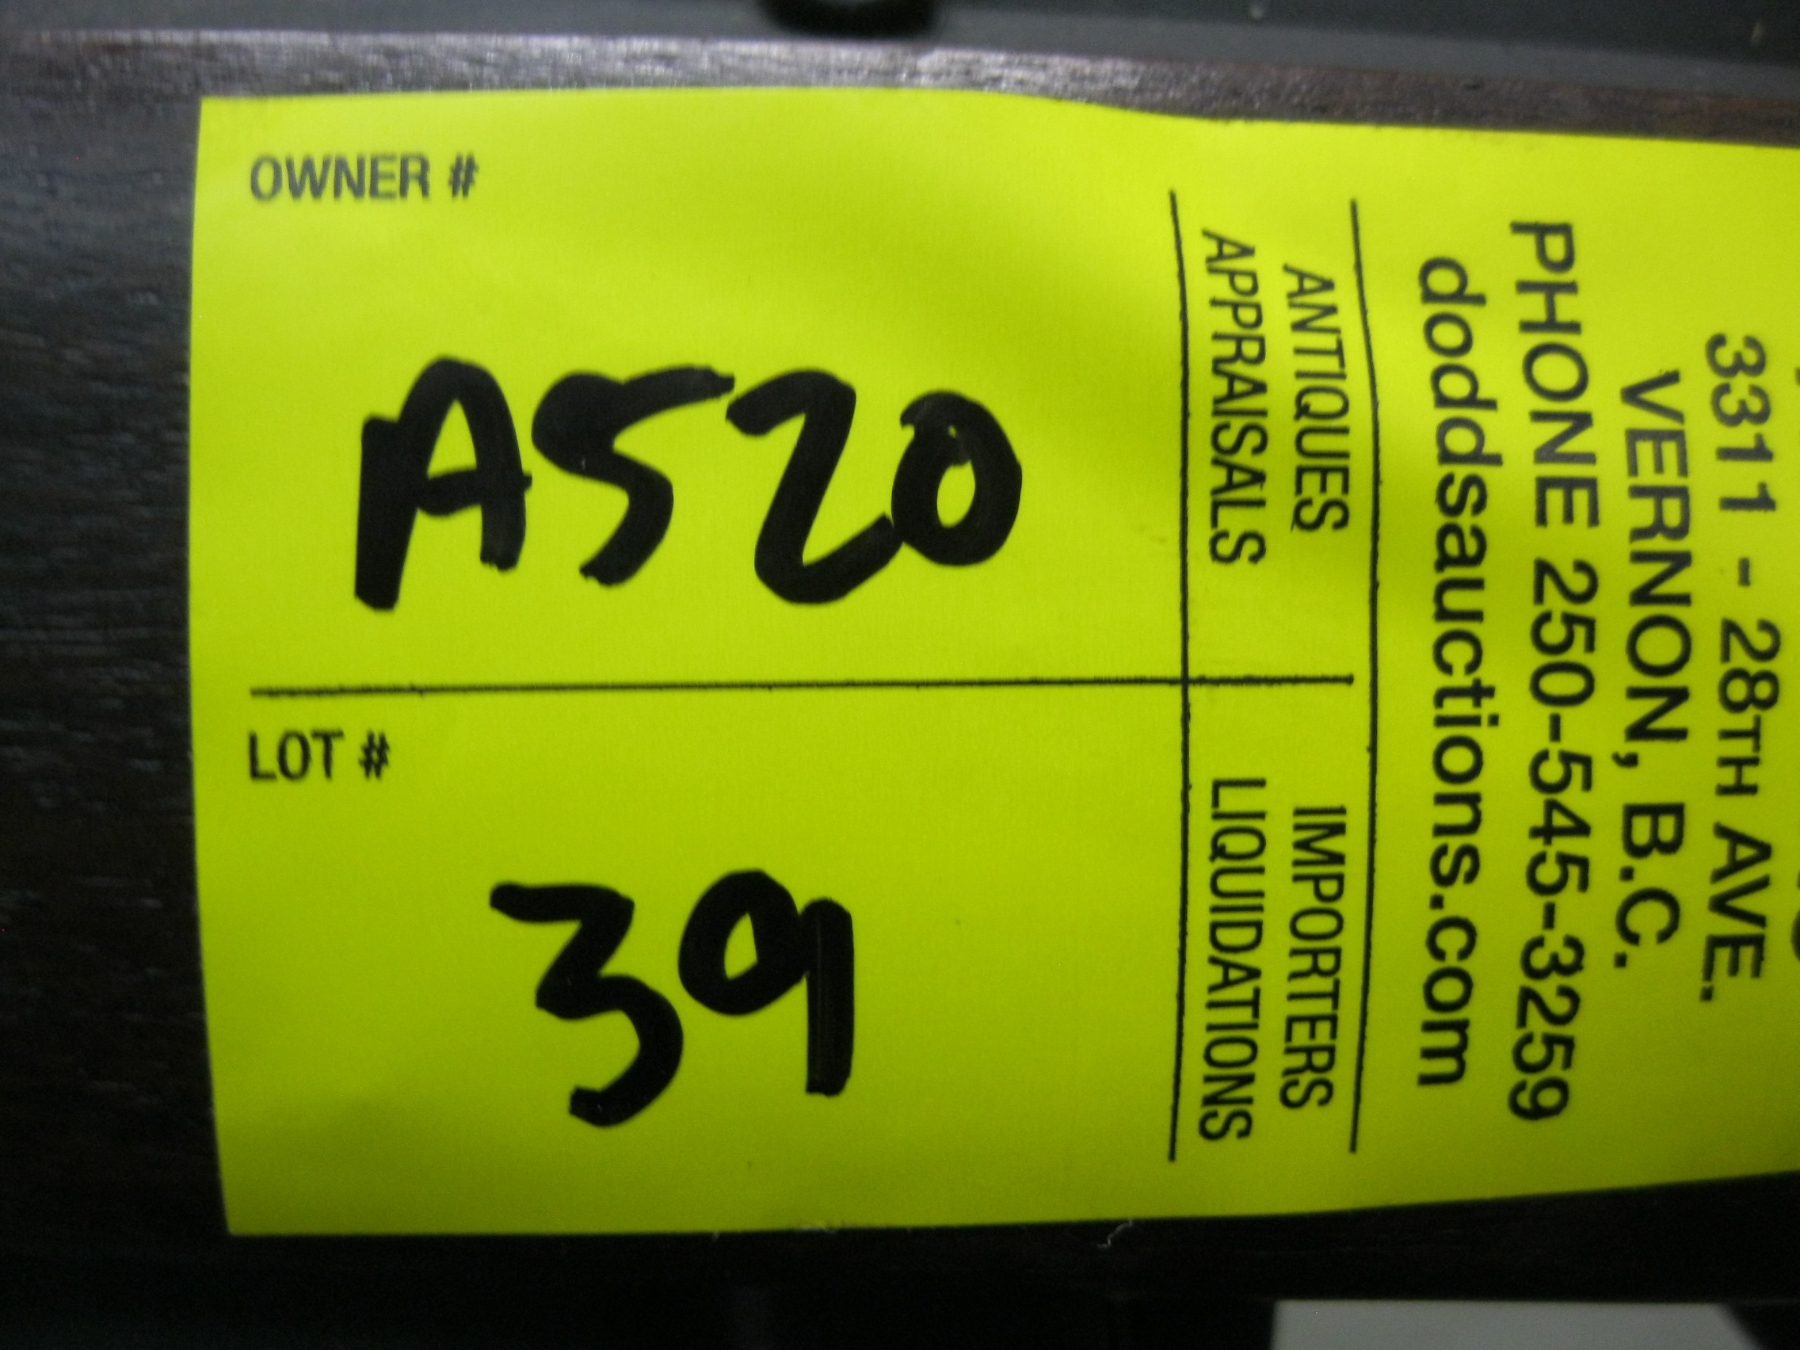 OWNER #
A520
LOT #
39
3311 - 28TH AVE.
VERNON, B.C.
PHONE 250-545-3259
doddsauctions.com
ANTIQUES
APPRAISALS
IMPORTERS
LIQUIDATIONS